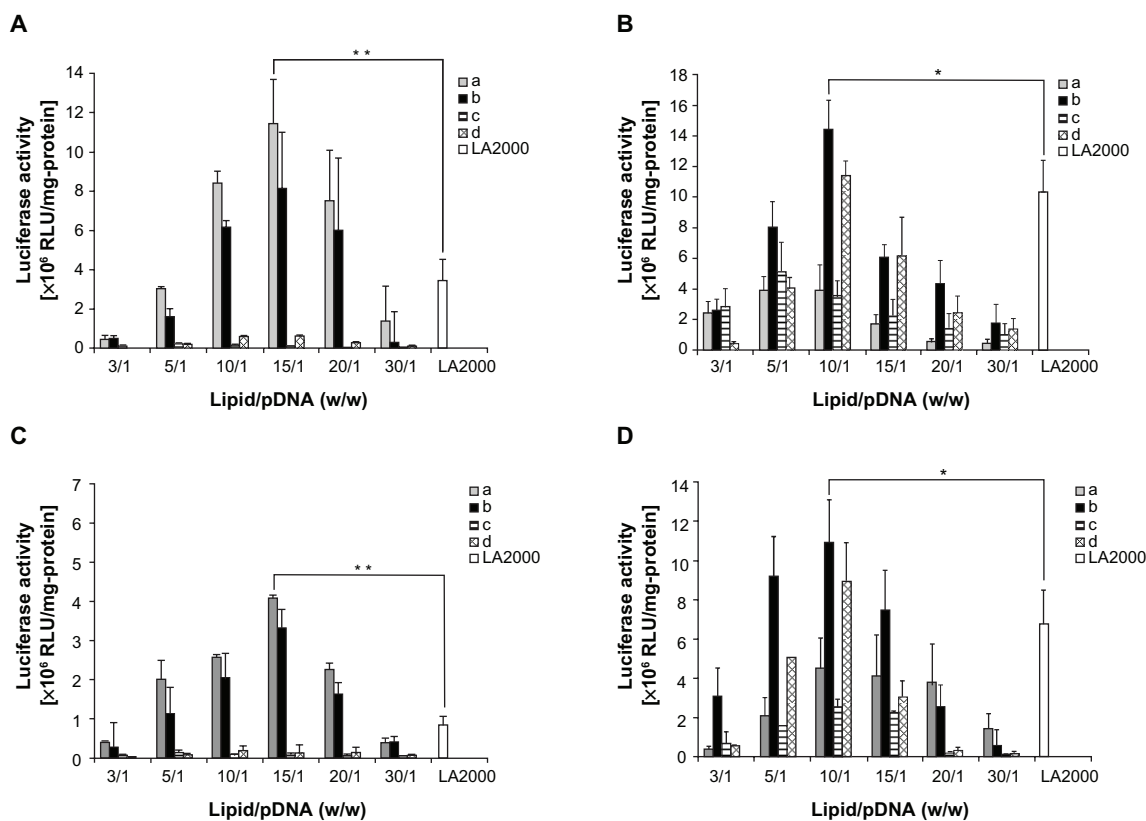 A
* *
14
12
10
8
6
4
2
0
Luciferase activity
[×10⁶ RLU/mg-protein]
a
b
c
d
LA2000
3/1 5/1 10/1 15/1 20/1 30/1 LA2000
Lipid/pDNA (w/w)
B
*
18
16
14
12
10
8
6
4
2
0
Luciferase activity
[×10⁶ RLU/mg-protein]
a
b
c
d
LA2000
3/1 5/1 10/1 15/1 20/1 30/1 LA2000
Lipid/pDNA (w/w)
C
* *
7
6
5
4
3
2
1
0
Luciferase activity
[×10⁶ RLU/mg-protein]
a
b
c
d
LA2000
3/1 5/1 10/1 15/1 20/1 30/1 LA2000
Lipid/pDNA (w/w)
D
*
14
12
10
8
6
4
2
0
Luciferase activity
[×10⁶ RLU/mg-protein]
a
b
c
d
LA2000
3/1 5/1 10/1 15/1 20/1 30/1 LA2000
Lipid/pDNA (w/w)